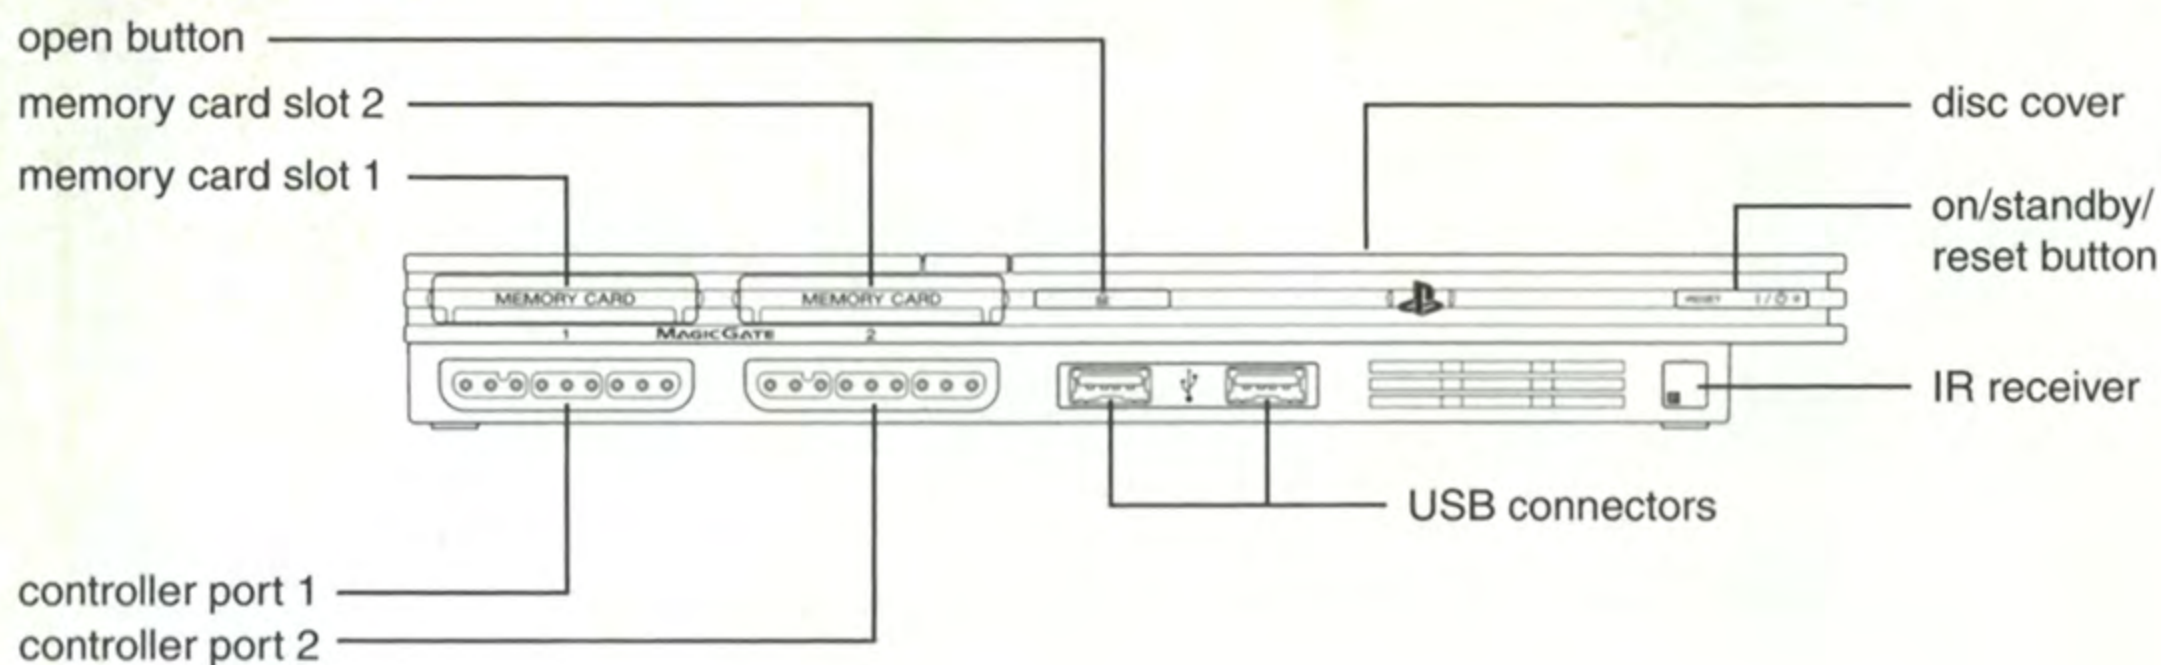 open button
memory card slot 2
disc cover
memory card slot 1
on/standby/
reset button
MEMORY CARD
MEMORY CARD
RESET
1
MAGICGATE
2
IR receiver
USB connectors
controller port 1
controller port 2